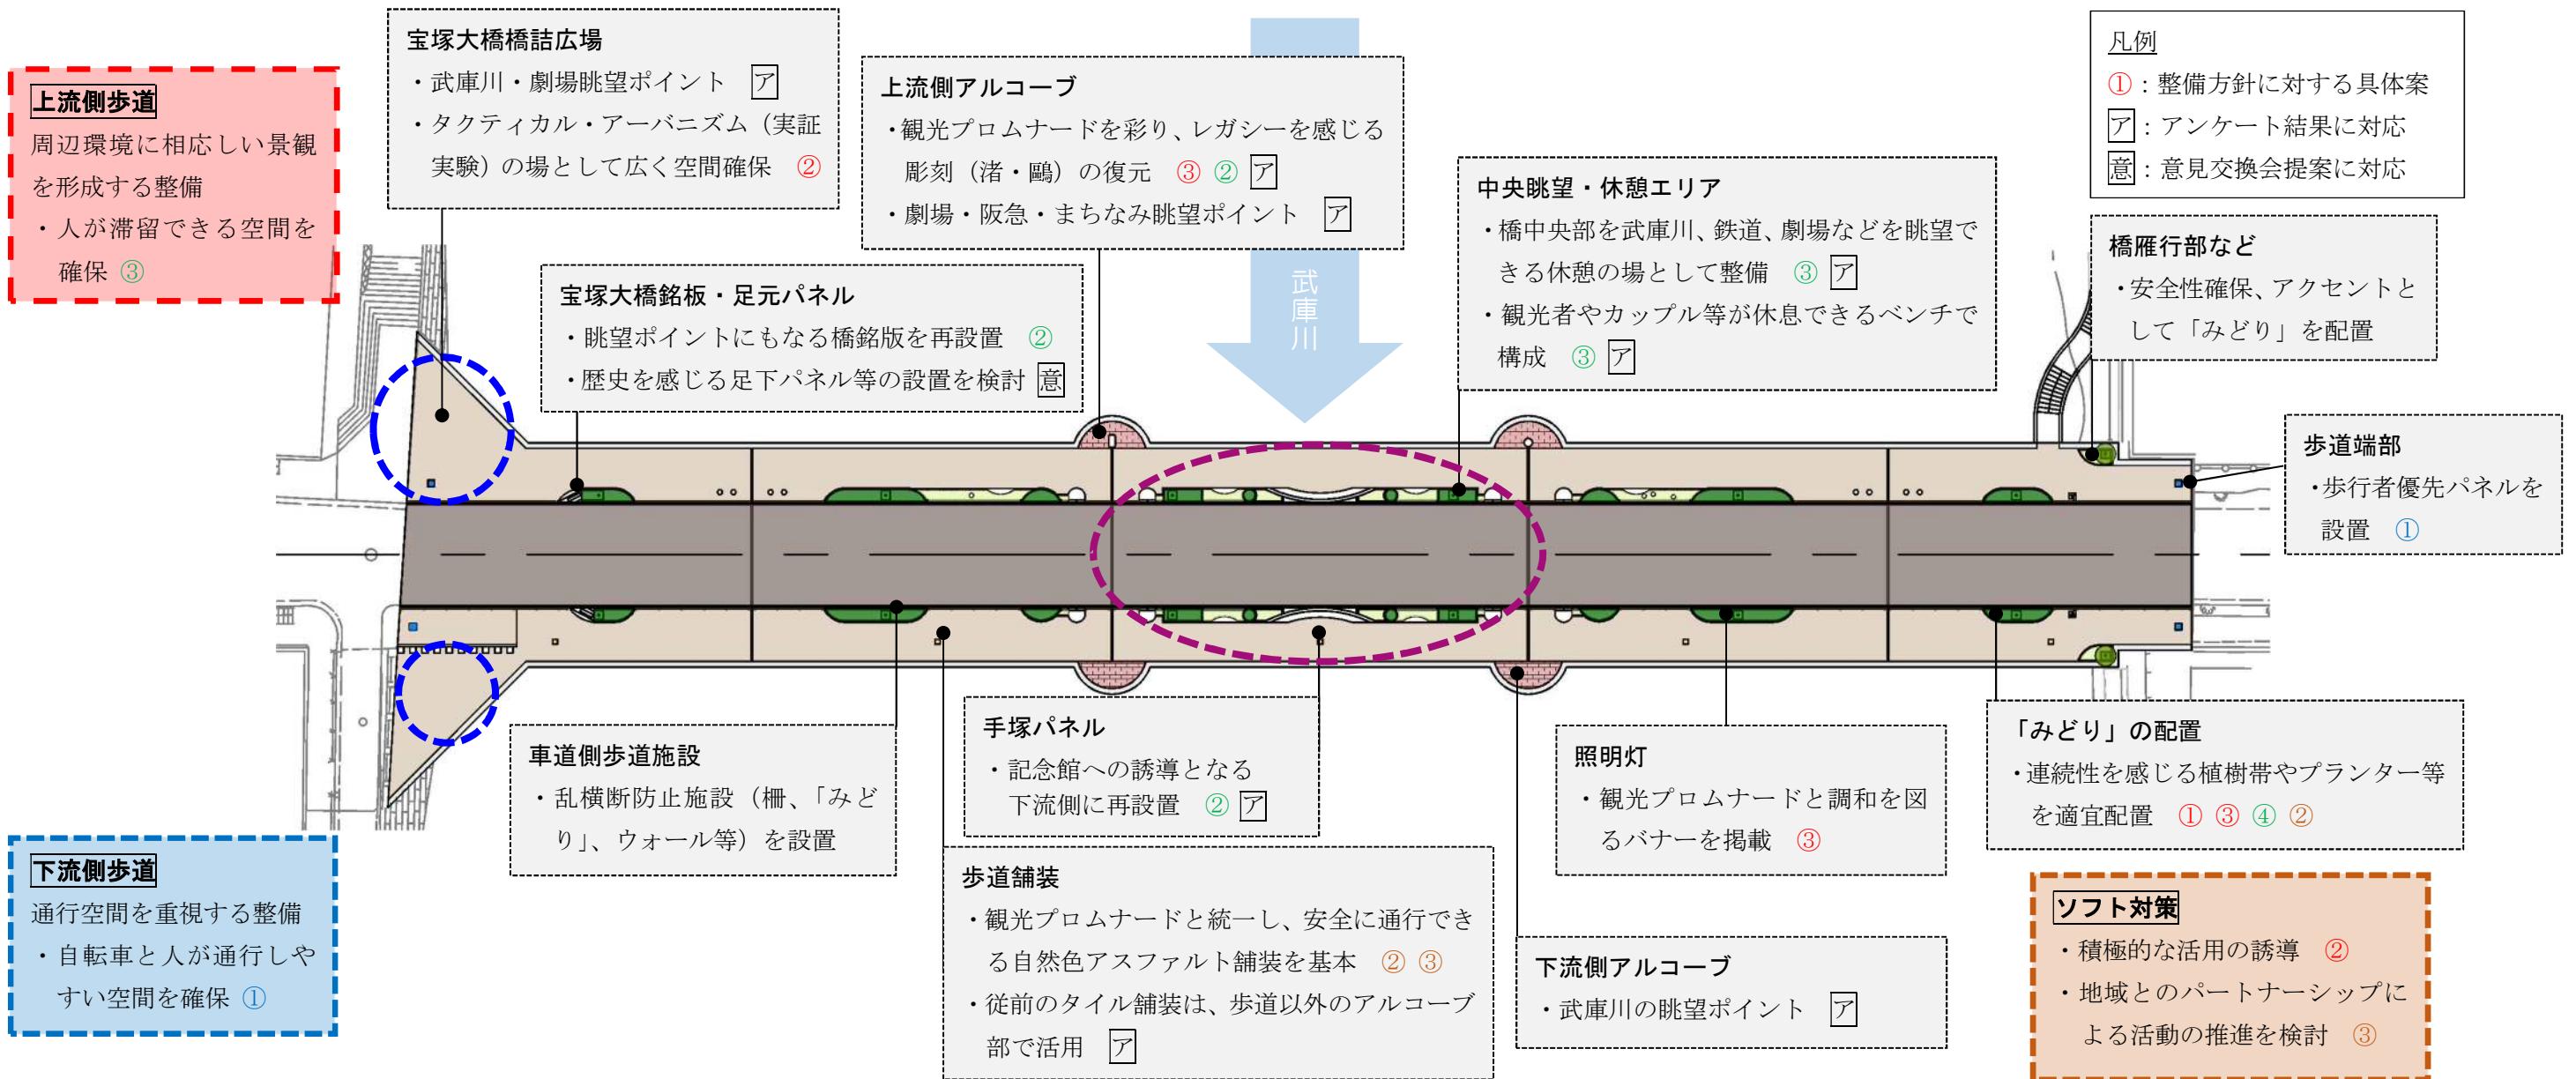 上流側歩道
周辺環境に相応しい景観
を形成する整備
・人が滞留できる空間を
確保 ③
宝塚大橋橋詰広場
・武庫川・劇場眺望ポイント ア
・タクティカル・アーバニズム（実証
実験）の場として広く空間確保 ②
上流側アルコーブ
・観光プロムナードを彩り、レガシーを感じる
彫刻（渚・鷗）の復元 ③ ② ア
・劇場・阪急・まちなみ眺望ポイント ア
武庫川
中央眺望・休憩エリア
・橋中央部を武庫川、鉄道、劇場などを眺望で
きる休憩の場として整備 ③ ア
・観光者やカップル等が休息できるベンチで
構成 ③ ア
凡例
①：整備方針に対する具体案
ア：アンケート結果に対応
意：意見交換会提案に対応
橋雁行部など
・安全性確保、アクセントと
して「みどり」を配置
宝塚大橋銘板・足元パネル
・眺望ポイントにもなる橋銘版を再設置 ②
・歴史を感じる足下パネル等の設置を検討 意
歩道端部
・歩行者優先パネルを
設置 ①
車道側歩道施設
・乱横断防止施設（柵、「みど
り」、ウォール等）を設置
手塚パネル
・記念館への誘導となる
下流側に再設置 ② ア
照明灯
・観光プロムナードと調和を図
るバナーを掲載 ③
「みどり」の配置
・連続性を感じる植樹帯やプランター等
を適宜配置 ① ③ ④ ②
下流側歩道
通行空間を重視する整備
・自転車と人が通行しや
すい空間を確保 ①
歩道舗装
・観光プロムナードと統一し、安全に通行でき
る自然色アスファルト舗装を基本 ② ③
・従前のタイル舗装は、歩道以外のアルコーブ
部で活用 ア
下流側アルコーブ
・武庫川の眺望ポイント ア
ソフト対策
・積極的な活用の誘導 ②
・地域とのパートナーシップに
よる活動の推進を検討 ③